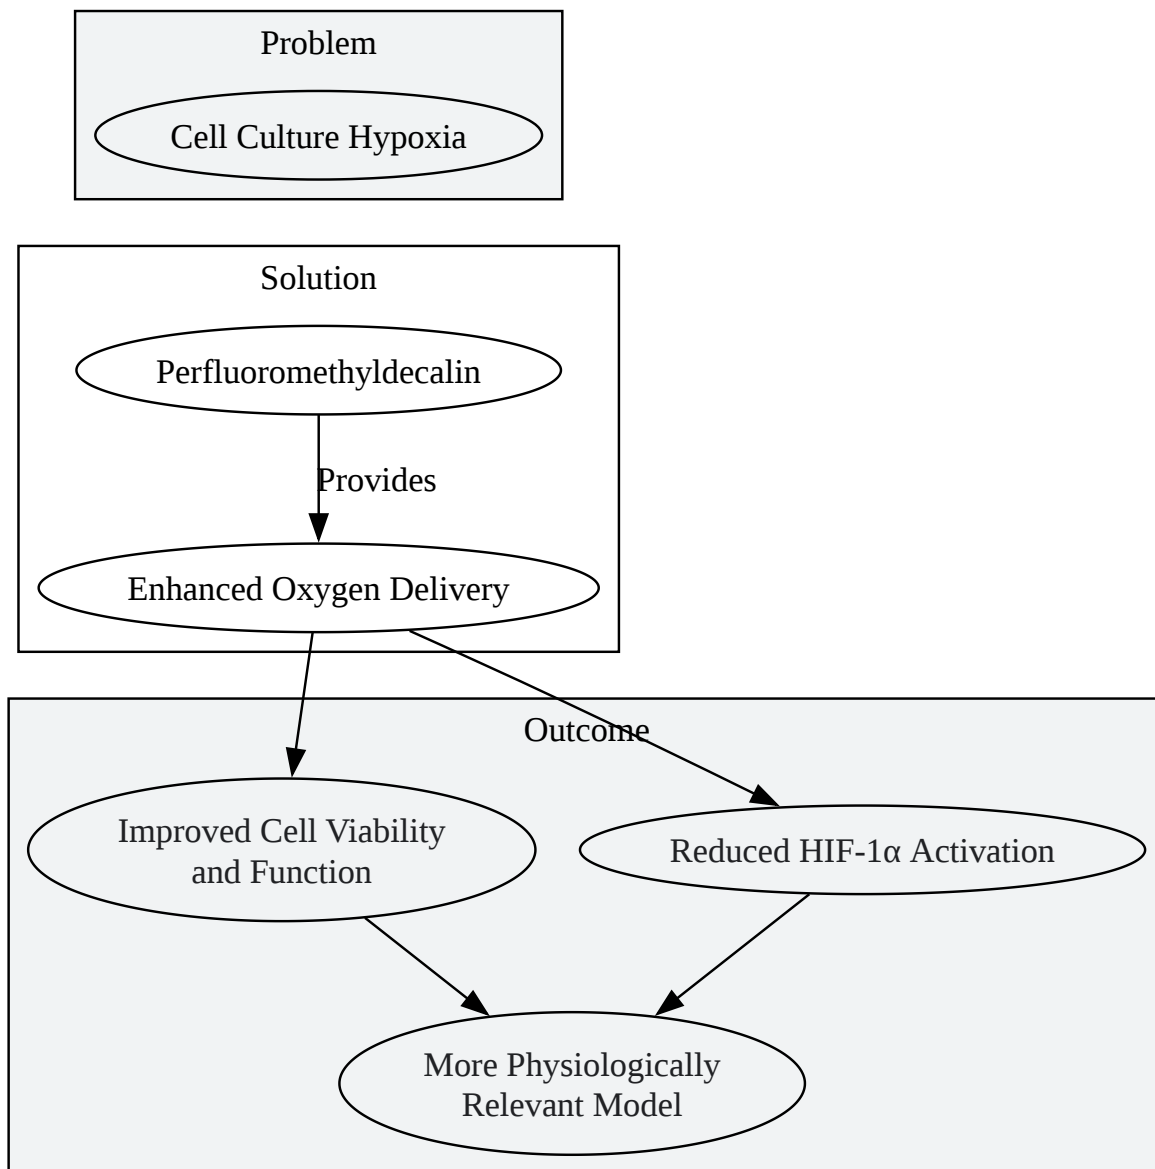 Problem
Cell Culture Hypoxia
Solution
Perfluoromethyldecalin
Provides
Enhanced Oxygen Delivery
Outcome
Improved Cell Viability
and Function
Reduced HIF-1α Activation
More Physiologically
Relevant Model